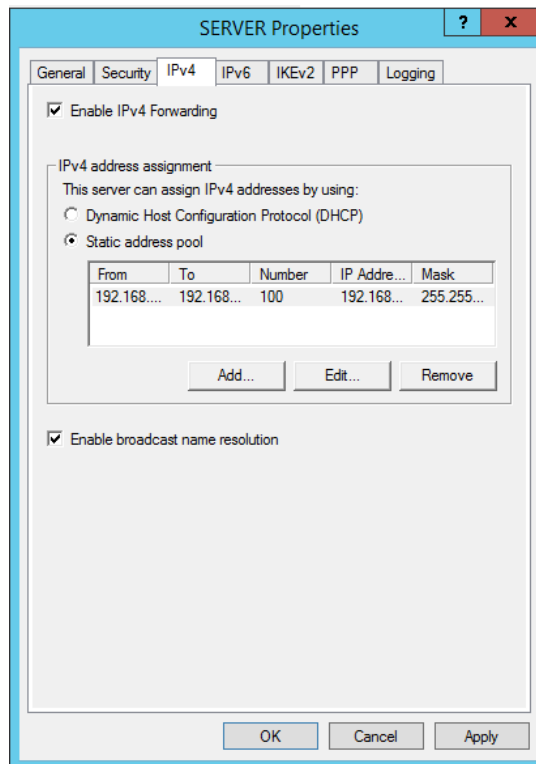 SERVER Properties ? x
General Security IPv4 IPv6 IKEv2 PPP Logging
Enable IPv4 Forwarding
IPv4 address assignment
This server can assign IPv4 addresses by using:
Dynamic Host Configuration Protocol (DHCP)
Static address pool
From To Number IP Addre... Mask
192.168.... 192.168... 100 192.168... 255.255...
Add... Edit... Remove
Enable broadcast name resolution
OK Cancel Apply